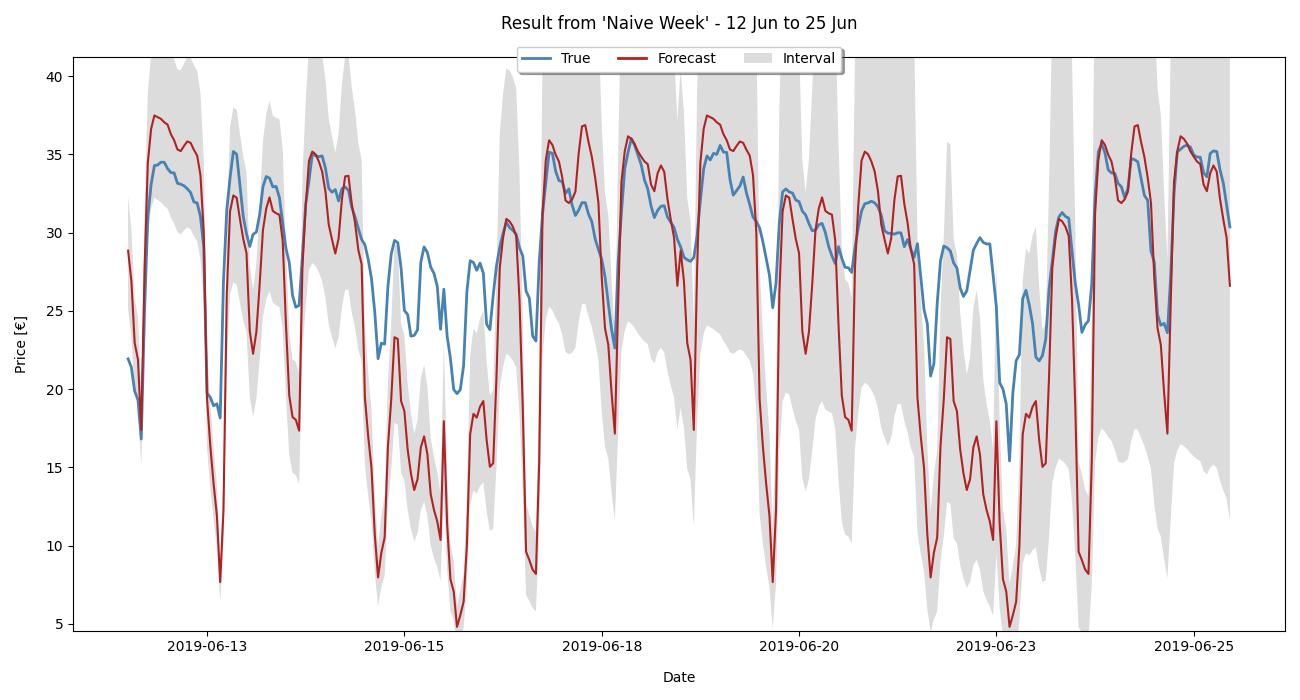 Result from 'Naive Week' - 12 Jun to 25 Jun
True Forecast Interval
40
35
30
25
20
15
10
5
Price [€]
2019-06-13 2019-06-15 2019-06-18 2019-06-20 2019-06-23 2019-06-25
Date